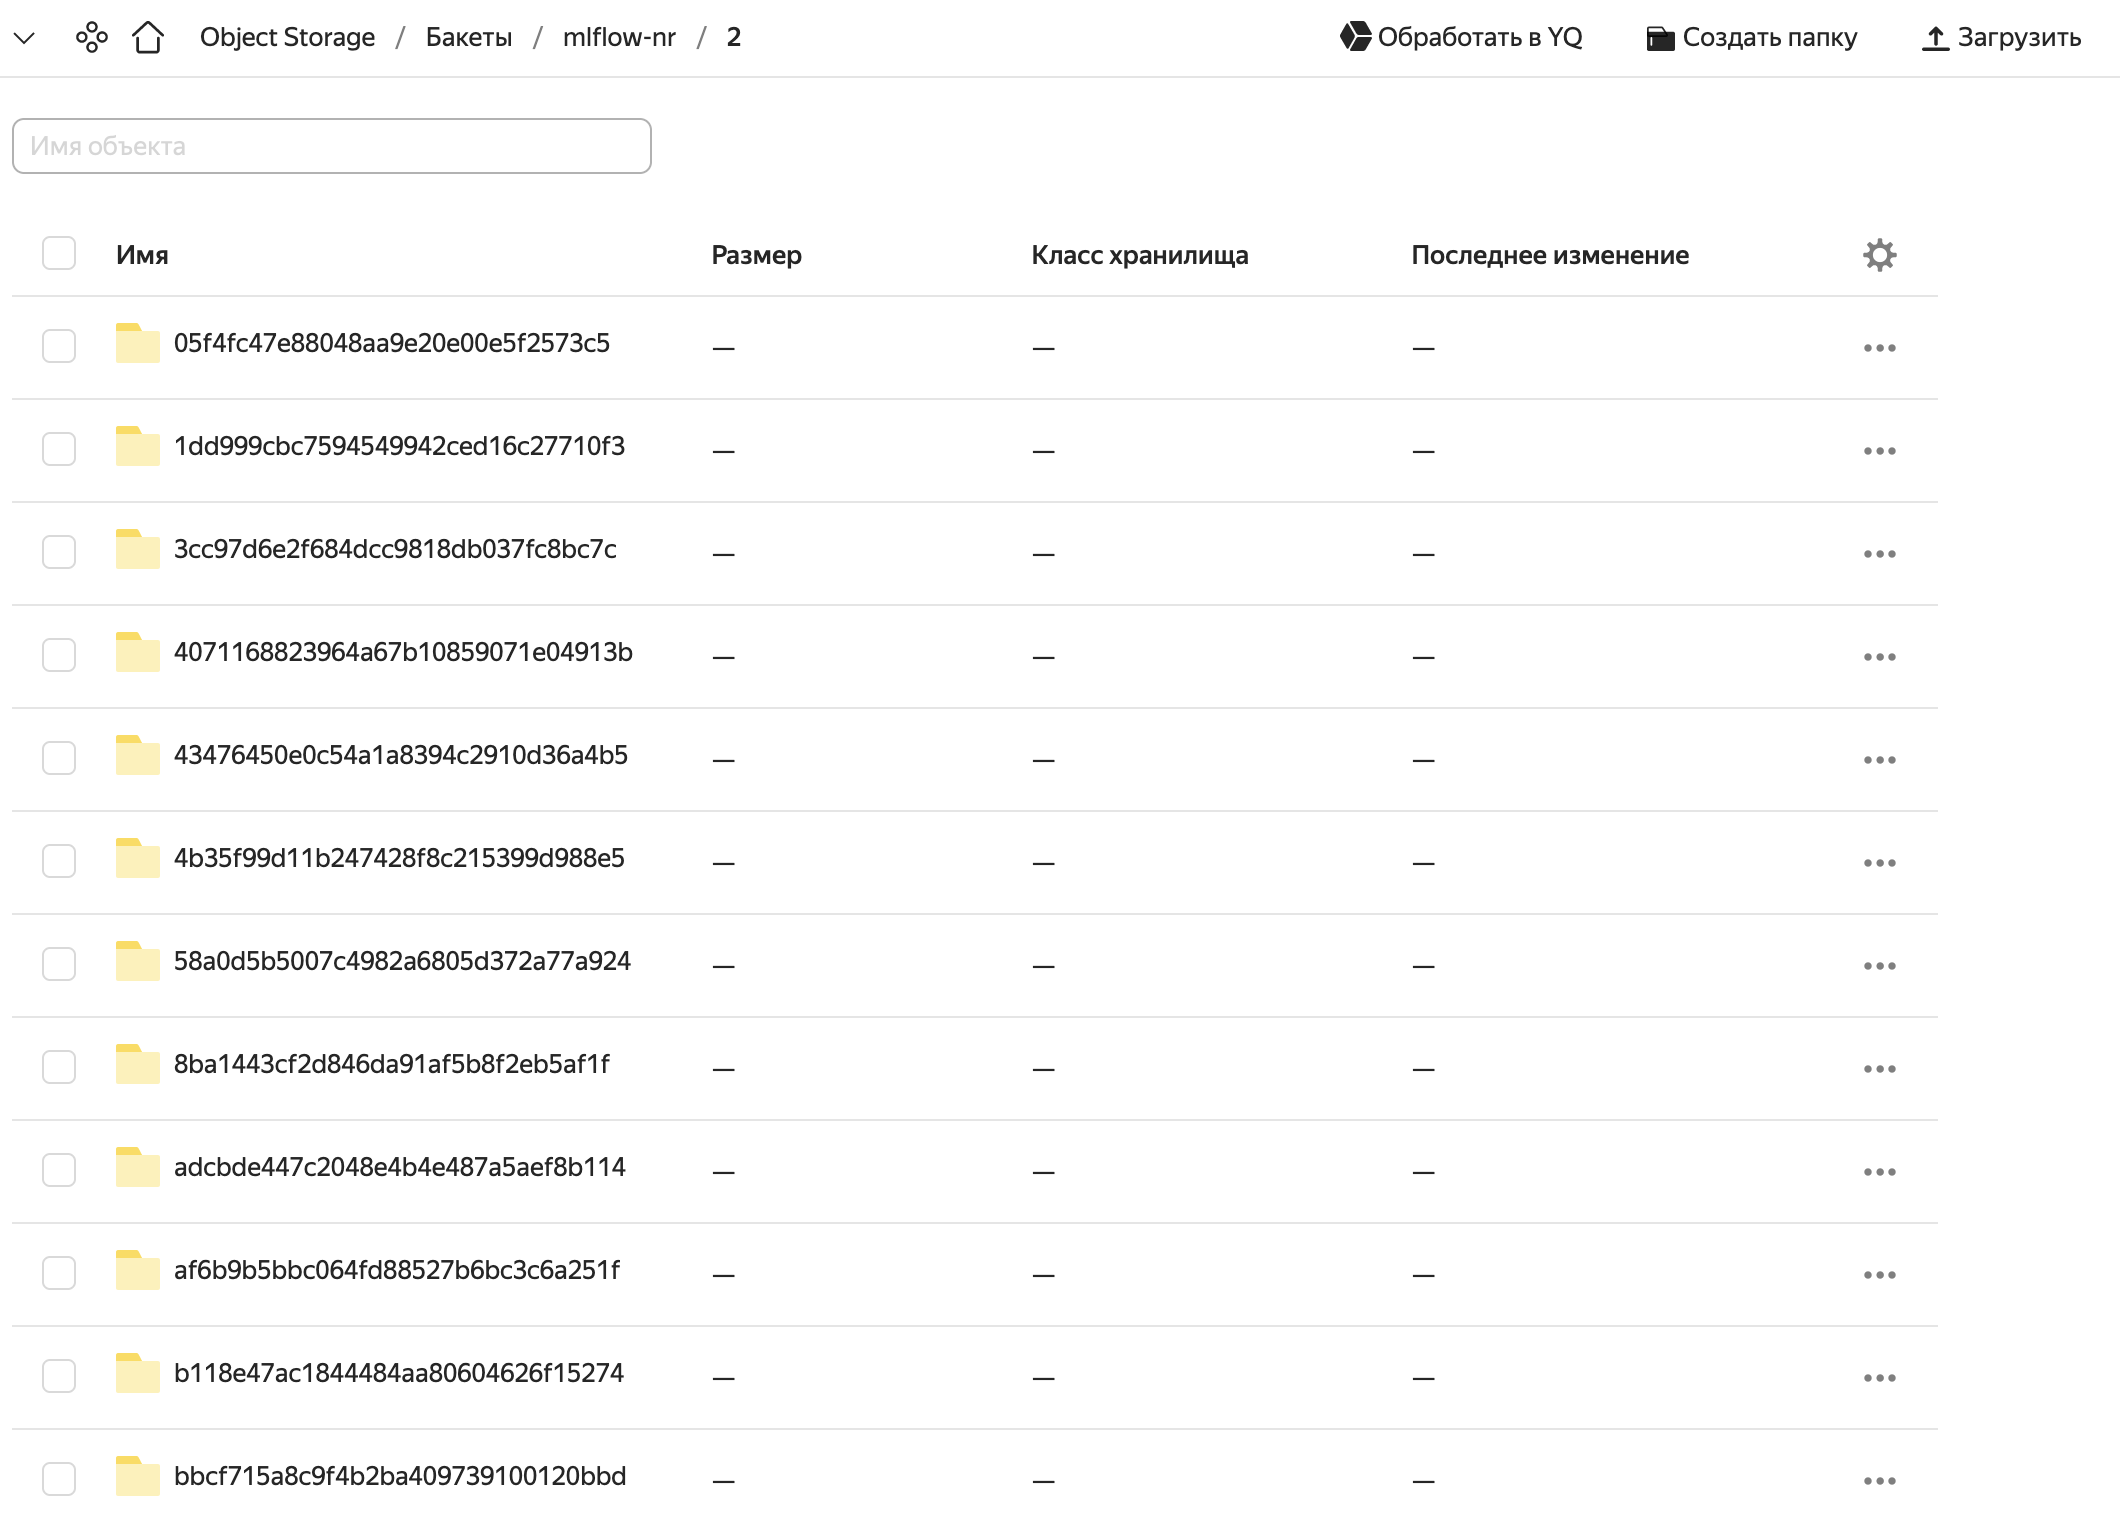 Object Storage / Бакеты / mlflow-nr / 2 Обработать в YQ Создать папку Загрузить
Имя объекта
Имя Размер Класс хранилища Последнее изменение
05f4fc47e88048aa9e20e00e5f2573c5 — — —
1dd999cbc7594549942ced16c27710f3 — — —
3cc97d6e2f684dcc9818db037fc8bc7c — — —
4071168823964a67b10859071e04913b — — —
43476450e0c54a1a8394c2910d36a4b5 — — —
4b35f99d11b247428f8c215399d988e5 — — —
58a0d5b5007c4982a6805d372a77a924 — — —
8ba1443cf2d846da91af5b8f2eb5af1f — — —
adcbde447c2048e4b4e487a5aef8b114 — — —
af6b9b5bbc064fd88527b6bc3c6a251f — — —
b118e47ac1844484aa80604626f15274 — — —
bbcf715a8c9f4b2ba409739100120bbd — — —